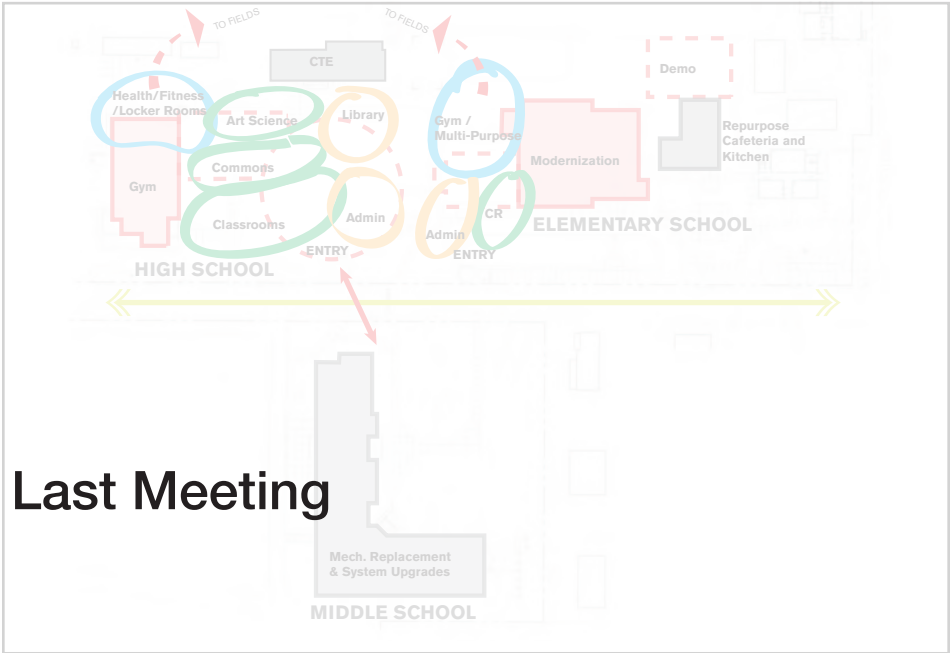 TO FIELDS
TO FIELDS
CTE
Demo
Health/Fitness
/Locker Rooms
Art Science
Library
Gym /
Multi-Purpose
Repurpose
Cafeteria and
Kitchen
Commons
Modernization
Gym
Classrooms
Admin
Admin
CR
ELEMENTARY SCHOOL
ENTRY
ENTRY
HIGH SCHOOL
Last Meeting
Mech. Replacement
& System Upgrades
MIDDLE SCHOOL